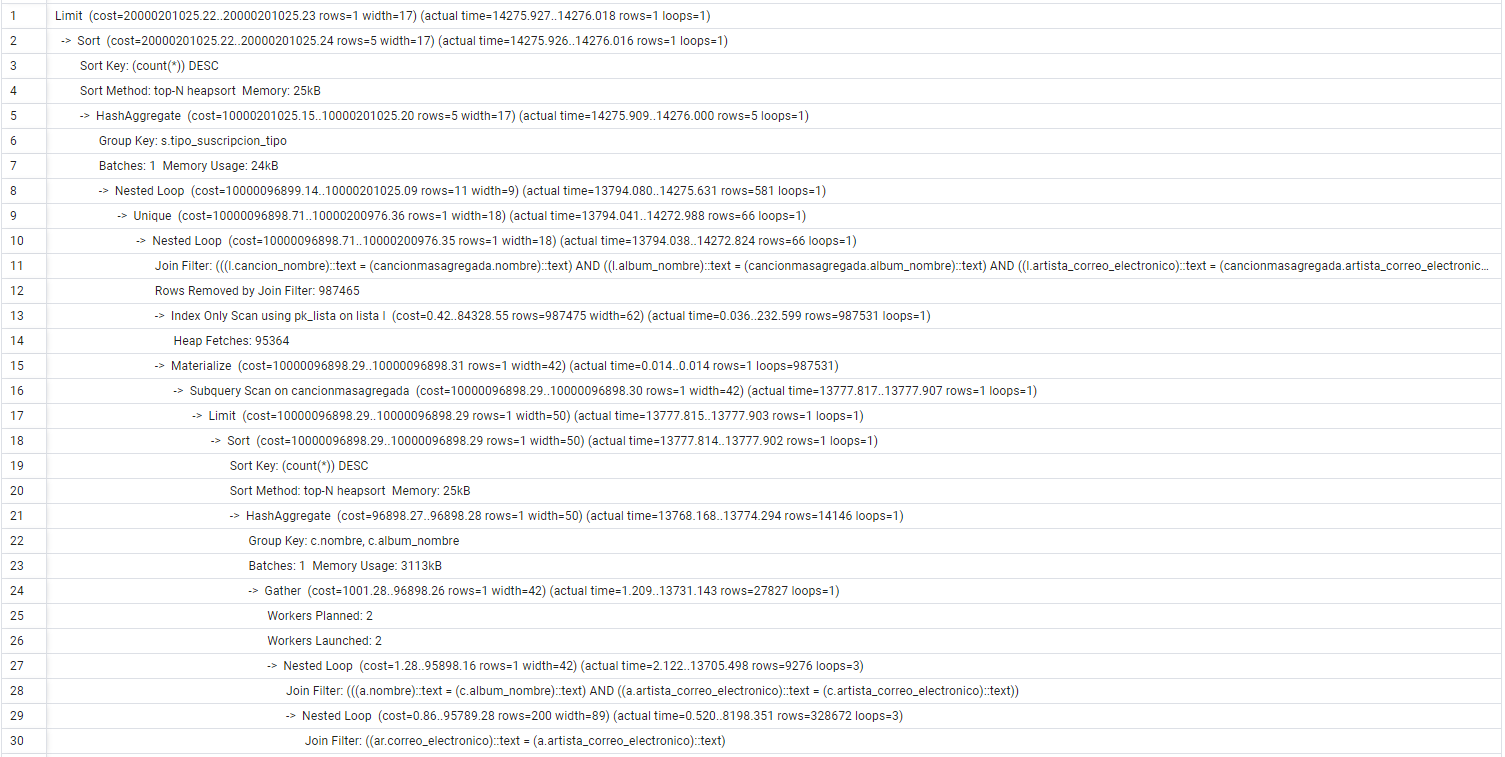 1 Limit (cost=20000201025.22..20000201025.23 rows=1 width=17) (actual time=14275.927..14276.018 rows=1 loops=1)
2 -> Sort (cost=20000201025.22..20000201025.24 rows=5 width=17) (actual time=14275.926..14276.016 rows=1 loops=1)
3 Sort Key: (count(*)) DESC
4 Sort Method: top-N heapsort Memory: 25kB
5 -> HashAggregate (cost=10000201025.15..10000201025.20 rows=5 width=17) (actual time=14275.909..14276.000 rows=5 loops=1)
6 Group Key: s.tipo_suscripcion_tipo
7 Batches: 1 Memory Usage: 24kB
8 -> Nested Loop (cost=10000096899.14..10000201025.09 rows=11 width=9) (actual time=13794.080..14275.631 rows=581 loops=1)
9 -> Unique (cost=10000096898.71..10000200976.36 rows=1 width=18) (actual time=13794.041..14272.988 rows=66 loops=1)
10 -> Nested Loop (cost=10000096898.71..10000200976.35 rows=1 width=18) (actual time=13794.038..14272.824 rows=66 loops=1)
11 Join Filter: (((l.cancion_nombre)::text = (cancionmasagregada.nombre)::text) AND ((l.album_nombre)::text = (cancionmasagregada.album_nombre)::text) AND ((l.artista_correo_electronico)::text = (cancionmasagregada.artista_correo_electronic...
12 Rows Removed by Join Filter: 987465
13 -> Index Only Scan using pk_lista on lista l (cost=0.42..84328.55 rows=987475 width=62) (actual time=0.036..232.599 rows=987531 loops=1)
14 Heap Fetches: 95364
15 -> Materialize (cost=10000096898.29..10000096898.31 rows=1 width=42) (actual time=0.014..0.014 rows=1 loops=987531)
16 -> Subquery Scan on cancionmasagregada (cost=10000096898.29..10000096898.30 rows=1 width=42) (actual time=13777.817..13777.907 rows=1 loops=1)
17 -> Limit (cost=10000096898.29..10000096898.29 rows=1 width=50) (actual time=13777.815..13777.903 rows=1 loops=1)
18 -> Sort (cost=10000096898.29..10000096898.29 rows=1 width=50) (actual time=13777.814..13777.902 rows=1 loops=1)
19 Sort Key: (count(*)) DESC
20 Sort Method: top-N heapsort Memory: 25kB
21 -> HashAggregate (cost=96898.27..96898.28 rows=1 width=50) (actual time=13768.168..13774.294 rows=14146 loops=1)
22 Group Key: c.nombre, c.album_nombre
23 Batches: 1 Memory Usage: 3113kB
24 -> Gather (cost=1001.28..96898.26 rows=1 width=42) (actual time=1.209..13731.143 rows=27827 loops=1)
25 Workers Planned: 2
26 Workers Launched: 2
27 -> Nested Loop (cost=1.28..95898.16 rows=1 width=42) (actual time=2.122..13705.498 rows=9276 loops=3)
28 Join Filter: (((a.nombre)::text = (c.album_nombre)::text) AND ((a.artista_correo_electronico)::text = (c.artista_correo_electronico)::text))
29 -> Nested Loop (cost=0.86..95789.28 rows=200 width=89) (actual time=0.520..8198.351 rows=328672 loops=3)
30 Join Filter: ((ar.correo_electronico)::text = (a.artista_correo_electronico)::text)